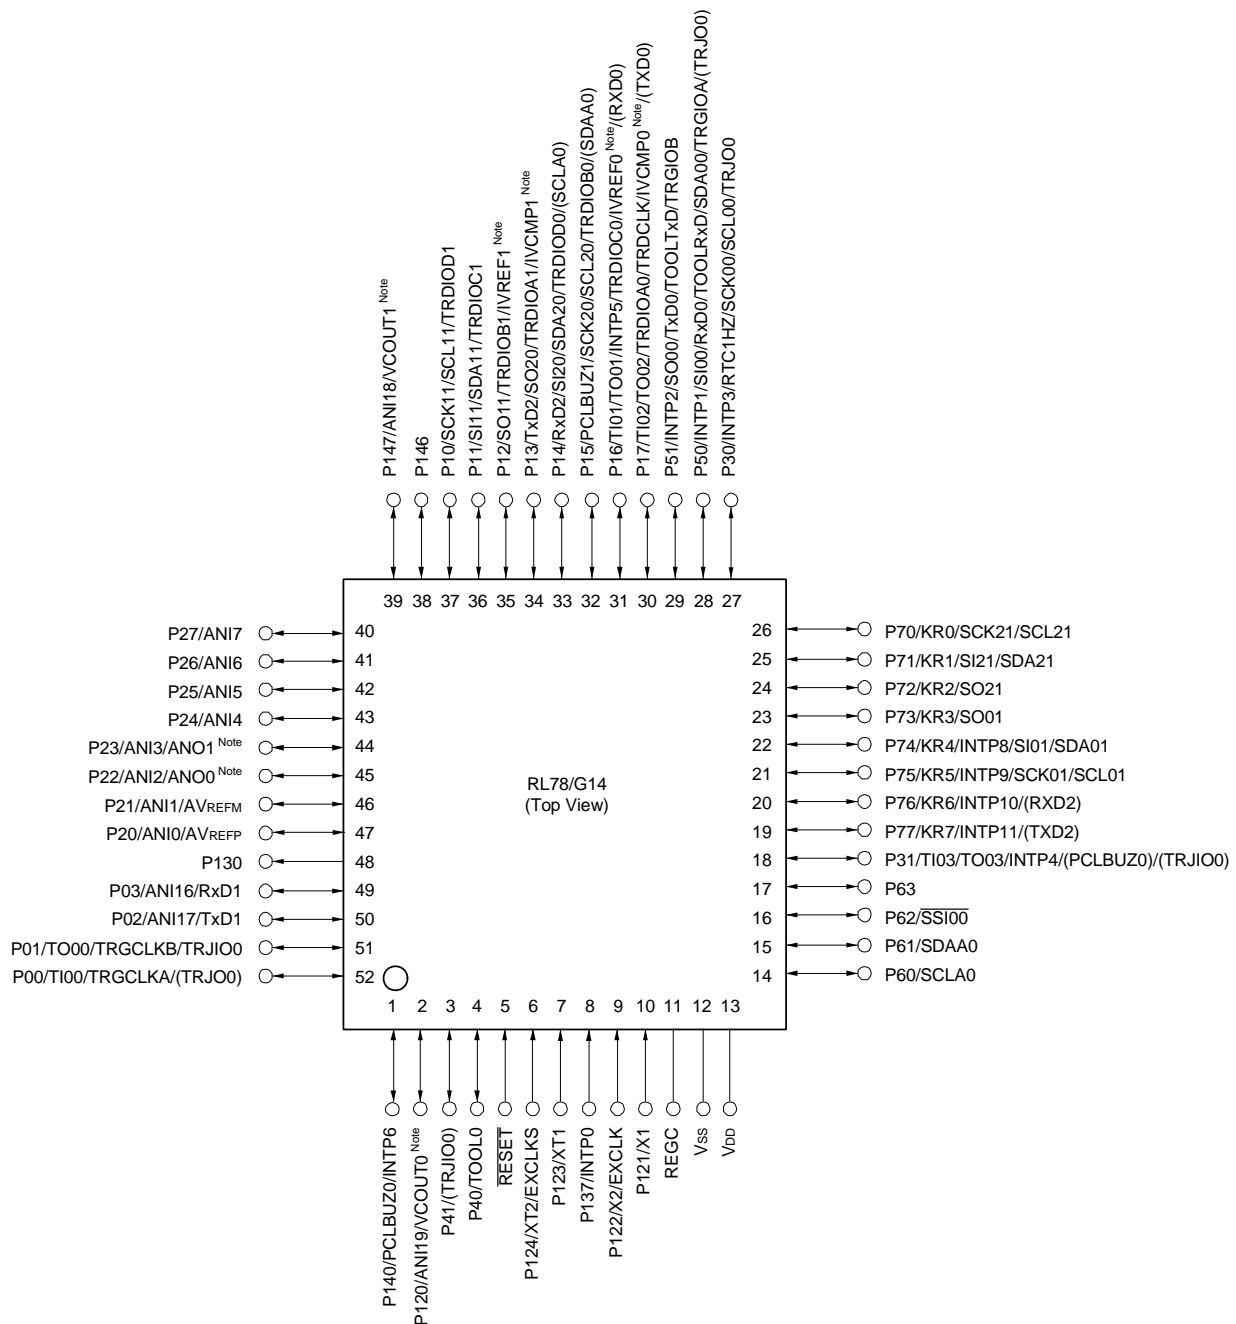 P147/ANI18/VCOUT1 Note
P146
P10/SCK11/SCL11/TRDIOD1
P11/SI11/SDA11/TRDIOC1
P12/SO11/TRDIOB1/IVREF1 Note
P13/TxD2/SO20/TRDIOA1/IVCMP1 Note
P14/RxD2/SI20/SDA20/TRDIOD0/(SCLA0)
P15/PCLBUZ1/SCK20/SCL20/TRDIOB0/(SDAA0)
P16/TI01/TO01/INTP5/TRDIOC0/IVREF0 Note/(RXD0)
P17/TI02/TO02/TRDIOA0/TRDCLK/IVCMP0 Note/(TXD0)
P51/INTP2/SO00/TxD0/TOOLTxD/TRGIOB
P50/INTP1/SI00/RxD0/TOOLRxD/SDA00/TRGIOA/(TRJO0)
P30/INTP3/RTC1HZ/SCK00/SCL00/TRJO0
39 38 37 36 35 34 33 32 31 30 29 28 27
P27/ANI7 40
P26/ANI6 41
P25/ANI5 42
P24/ANI4 43
P23/ANI3/ANO1 Note 44
P22/ANI2/ANO0 Note 45
P21/ANI1/AVREFM 46
P20/ANI0/AVREFP 47
P130 48
P03/ANI16/RxD1 49
P02/ANI17/TxD1 50
P01/TO00/TRGCLKB/TRJIO0 51
P00/TI00/TRGCLKA/(TRJO0) 52
RL78/G14
(Top View)
26 P70/KR0/SCK21/SCL21
25 P71/KR1/SI21/SDA21
24 P72/KR2/SO21
23 P73/KR3/SO01
22 P74/KR4/INTP8/SI01/SDA01
21 P75/KR5/INTP9/SCK01/SCL01
20 P76/KR6/INTP10/(RXD2)
19 P77/KR7/INTP11/(TXD2)
18 P31/TI03/TO03/INTP4/(PCLBUZ0)/(TRJIO0)
17 P63
16 P62/SSI00
15 P61/SDAA0
14 P60/SCLA0
1 2 3 4 5 6 7 8 9 10 11 12 13
P140/PCLBUZ0/INTP6
P120/ANI19/VCOUT0 Note
P41/(TRJIO0)
P40/TOOL0
RESET
P124/XT2/EXCLKS
P123/XT1
P137/INTP0
P122/X2/EXCLK
P121/X1
REGC
VSS
VDD